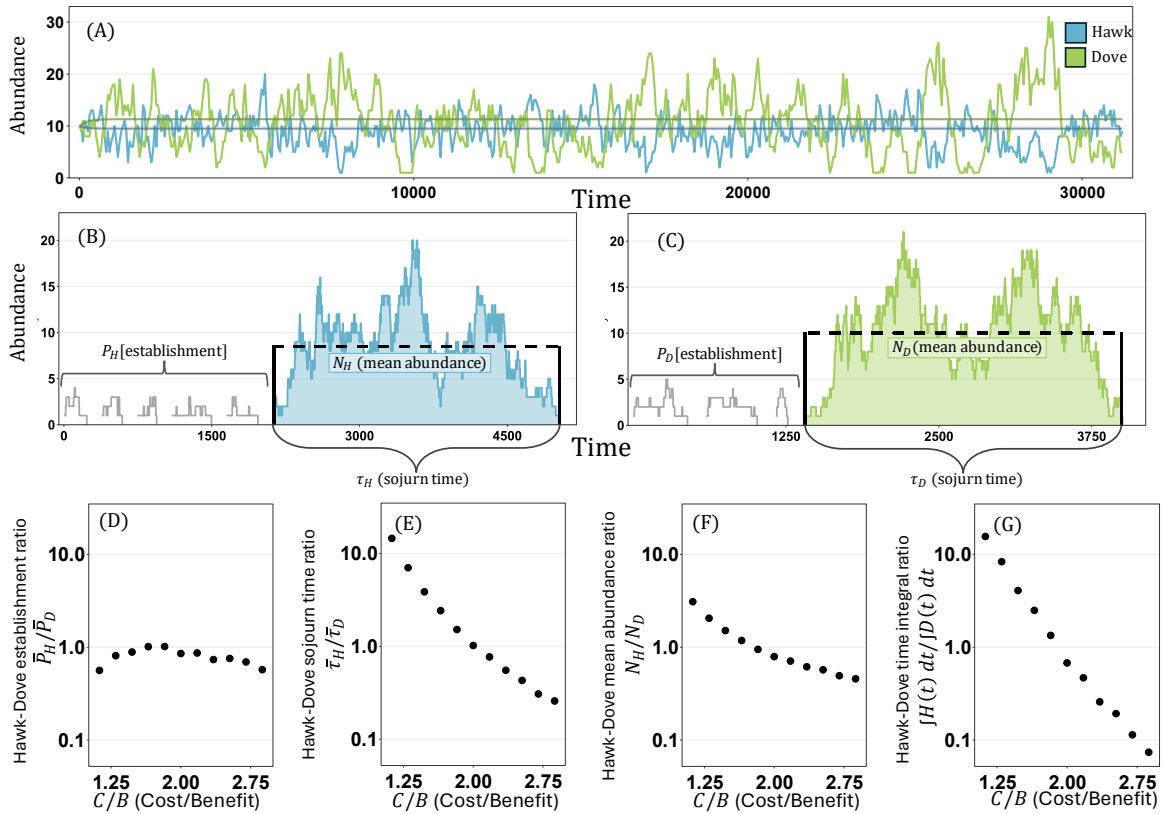 (A)
Hawk
Dove
Abundance
30
20
10
0
0
10000
20000
30000
Time
(B)
Abundance
20
15
10
5
0
P_H[establishment]
N_H (mean abundance)
0
1500
3000
4500
τ_H (sojurn time)
Time
(C)
20
15
10
5
0
P_D[establishment]
N_D(mean abundance)
1250
2500
3750
τ_D (sojurn time)
(D)
Hawk-Dove establishment ratio
P̅_H/P̅_D
10.0
1.0
0.1
1.25
2.00
2.75
C/B (Cost/Benefit)
(E)
Hawk-Dove sojourn time ratio
τ̅_H/τ̅_D
10.0
1.0
0.1
1.25
2.00
2.75
C/B (Cost/Benefit)
(F)
Hawk-Dove mean abundance ratio
N_H/N_D
10.0
1.0
0.1
1.25
2.00
2.75
C/B (Cost/Benefit)
(G)
Hawk-Dove time integral ratio
∫H(t) dt/∫D(t) dt
10.0
1.0
0.1
1.25
2.00
2.75
C/B (Cost/Benefit)